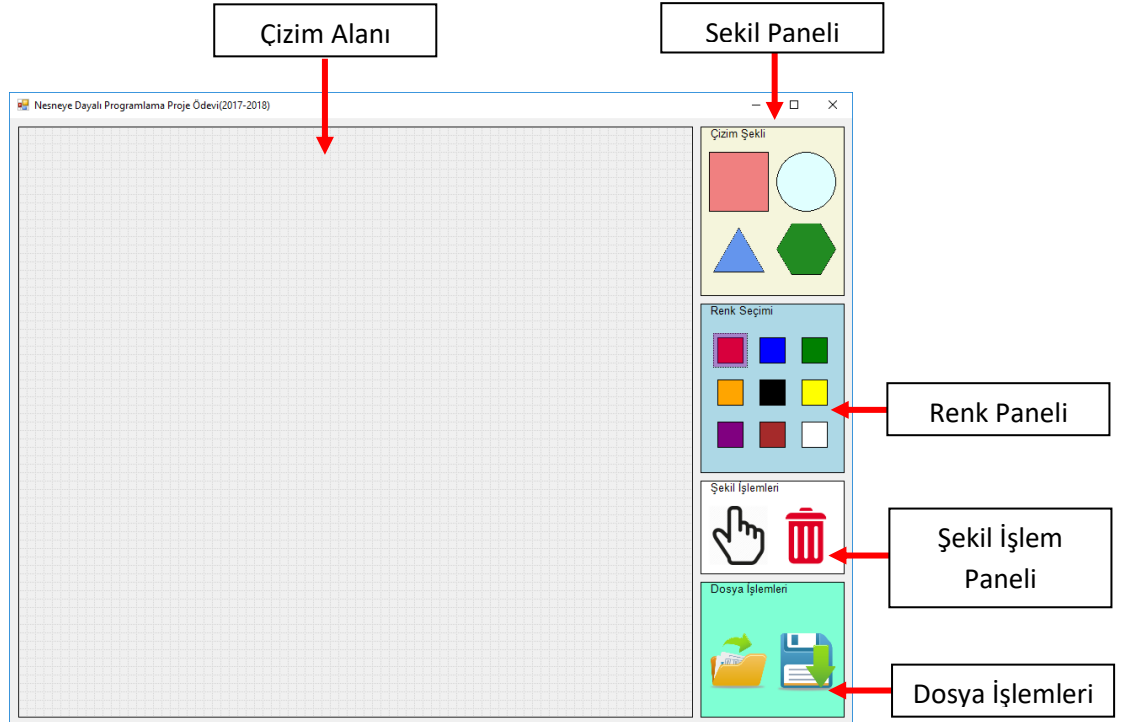 Çizim Alanı
Sekil Paneli
Nesneye Dayalı Programlama Proje Ödevi(2017-2018)
Çizim Şekli
Renk Seçimi
Renk Paneli
Şekil İşlemleri
Şekil İşlem
Paneli
Dosya İşlemleri
Dosya İşlemleri